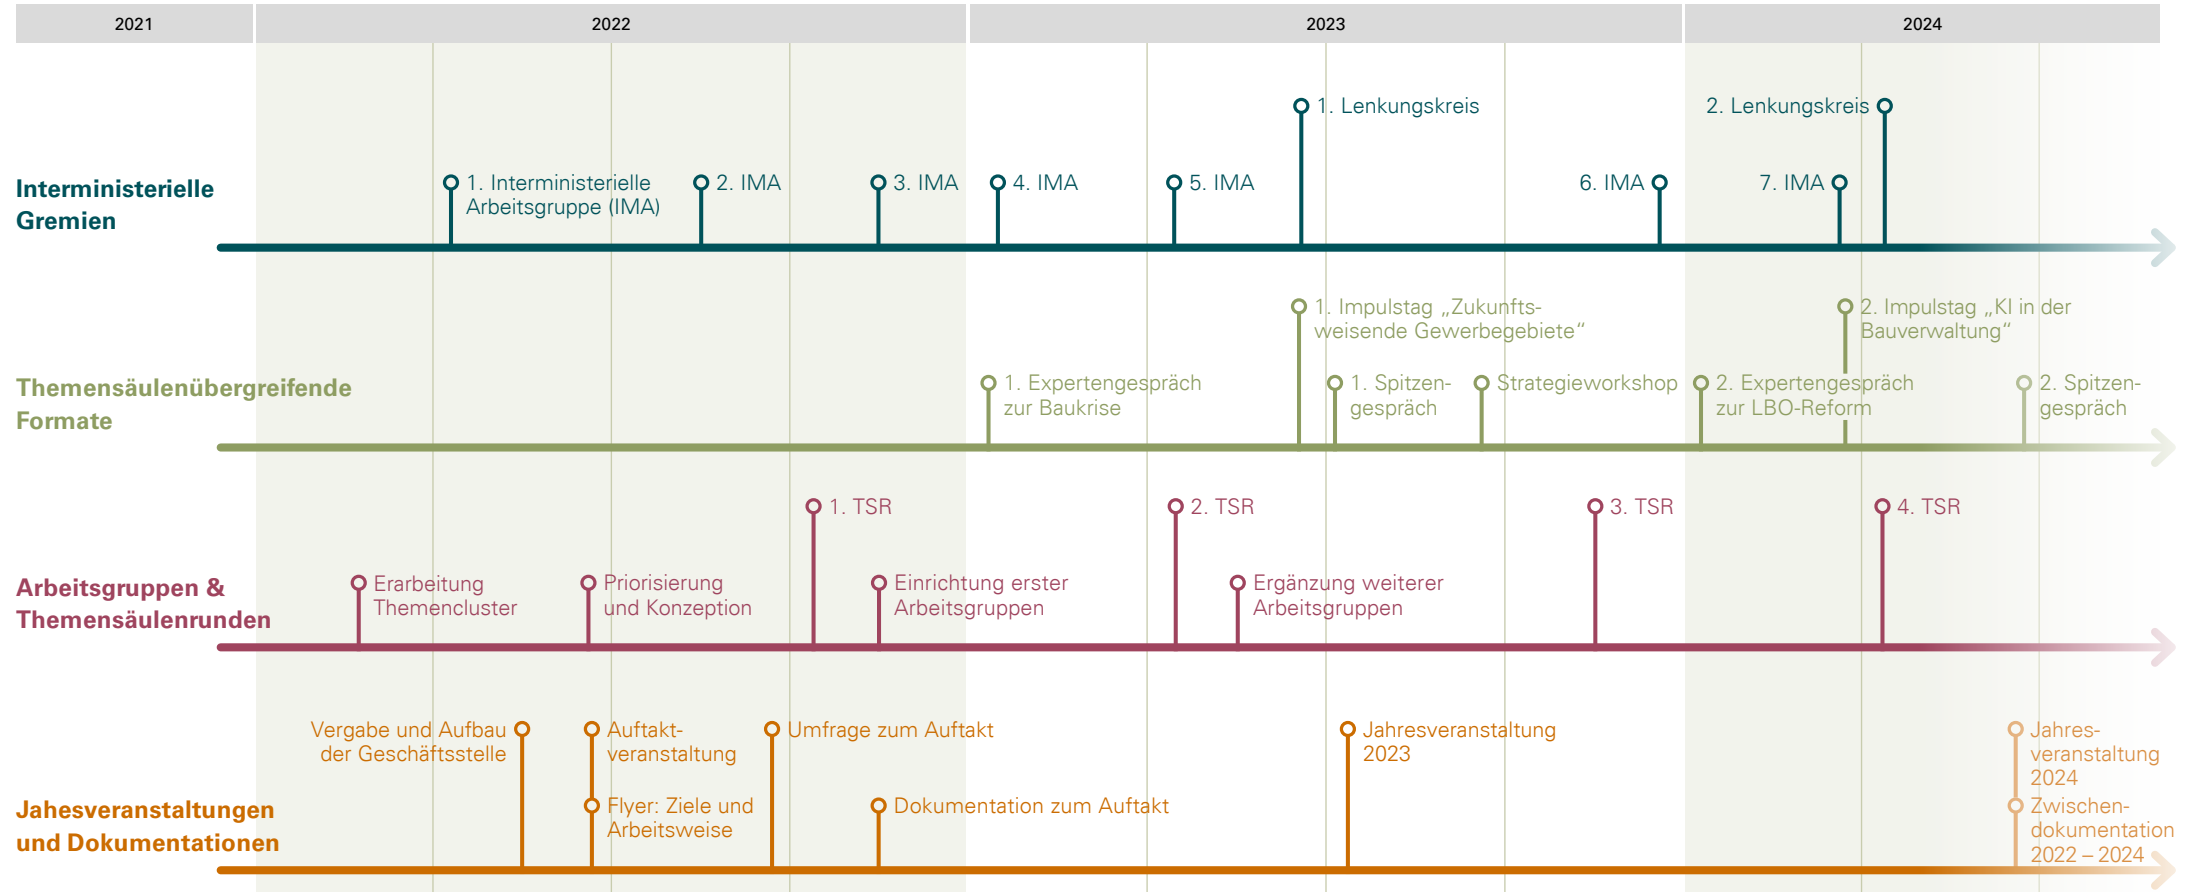 2021
2022
2023
2024
Interministerielle
Gremien
1. Interministerielle
Arbeitsgruppe (IMA)
2. IMA
3. IMA
4. IMA
5. IMA
1. Lenkungskreis
6. IMA
7. IMA
2. Lenkungskreis
Themensäulenübergreifende
Formate
1. Expertengespräch
zur Baukrise
1. Impulstag „Zukunfts-
weisende Gewerbegebiete“
1. Spitzen-
gespräch
Strategieworkshop
2. Expertengespräch
zur LBO-Reform
2. Impulstag „KI in der
Bauverwaltung“
2. Spitzen-
gespräch
Arbeitsgruppen &
Themensäulenrunden
Erarbeitung
Themencluster
Priorisierung
und Konzeption
1. TSR
Einrichtung erster
Arbeitsgruppen
2. TSR
Ergänzung weiterer
Arbeitsgruppen
3. TSR
4. TSR
Jahesveranstaltungen
und Dokumentationen
Vergabe und Aufbau
der Geschäftsstelle
Auftakt-
veranstaltung
Flyer: Ziele und
Arbeitsweise
Umfrage zum Auftakt
Dokumentation zum Auftakt
Jahresveranstaltung
2023
Jahres-
veranstaltung
2024
Zwischen-
dokumentation
2022 – 2024